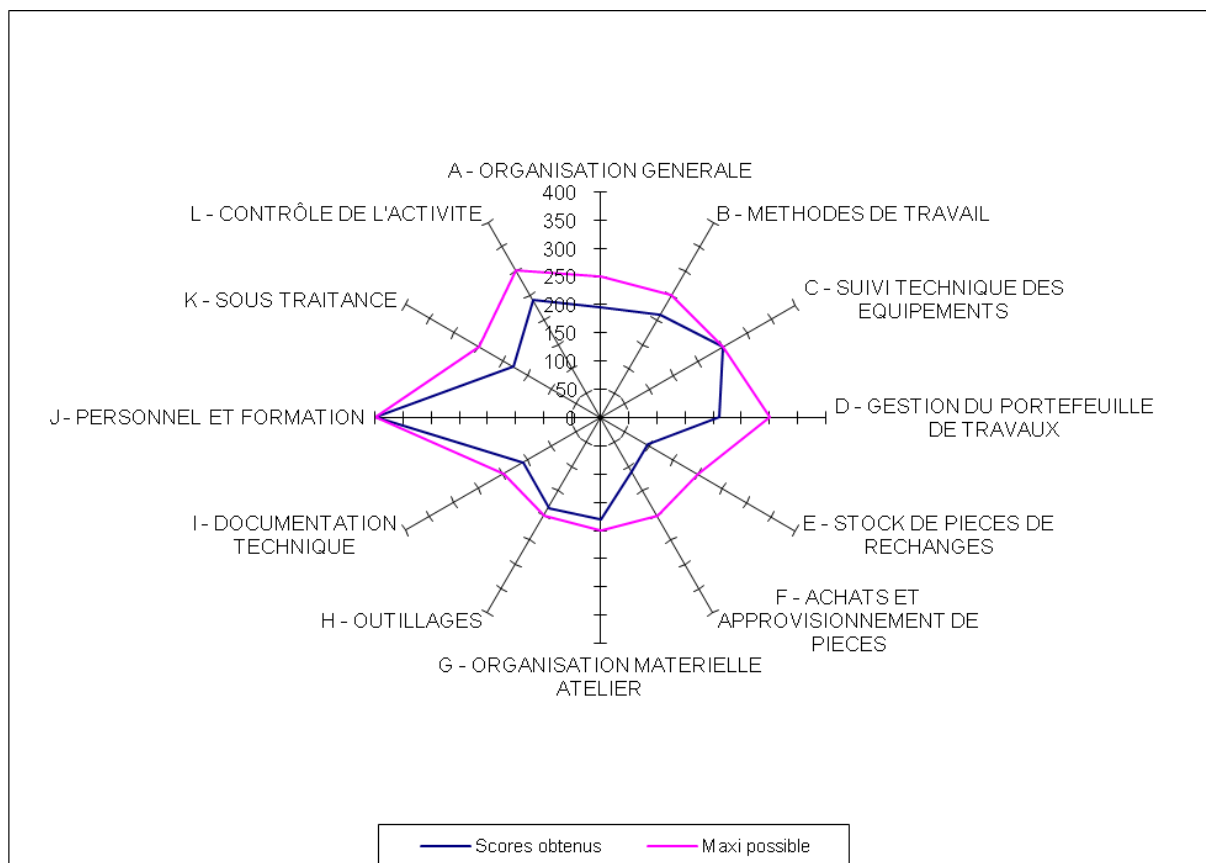 A - ORGANISATION GENERALE
400
L - CONTRÔLE DE L'ACTIVITE
B - METHODES DE TRAVAIL
350
300
K - SOUS TRAITANCE
C - SUIVI TECHNIQUE DES
EQUIPEMENTS
250
200
150
100
50
0
J - PERSONNEL ET FORMATION
D - GESTION DU PORTEFEUILLE
DE TRAVAUX
I - DOCUMENTATION
TECHNIQUE
E - STOCK DE PIECES DE
RECHANGES
H - OUTILLAGES
F - ACHATS ET
APPROVISIONNEMENT DE
PIECES
G - ORGANISATION MATERIELLE
ATELIER
Scores obtenus
Maxi possible